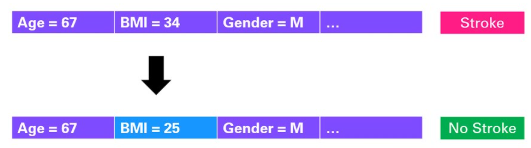 Age = 67 BMI = 34 Gender = M ... Stroke
Age = 67 BMI = 25 Gender = M ... No Stroke